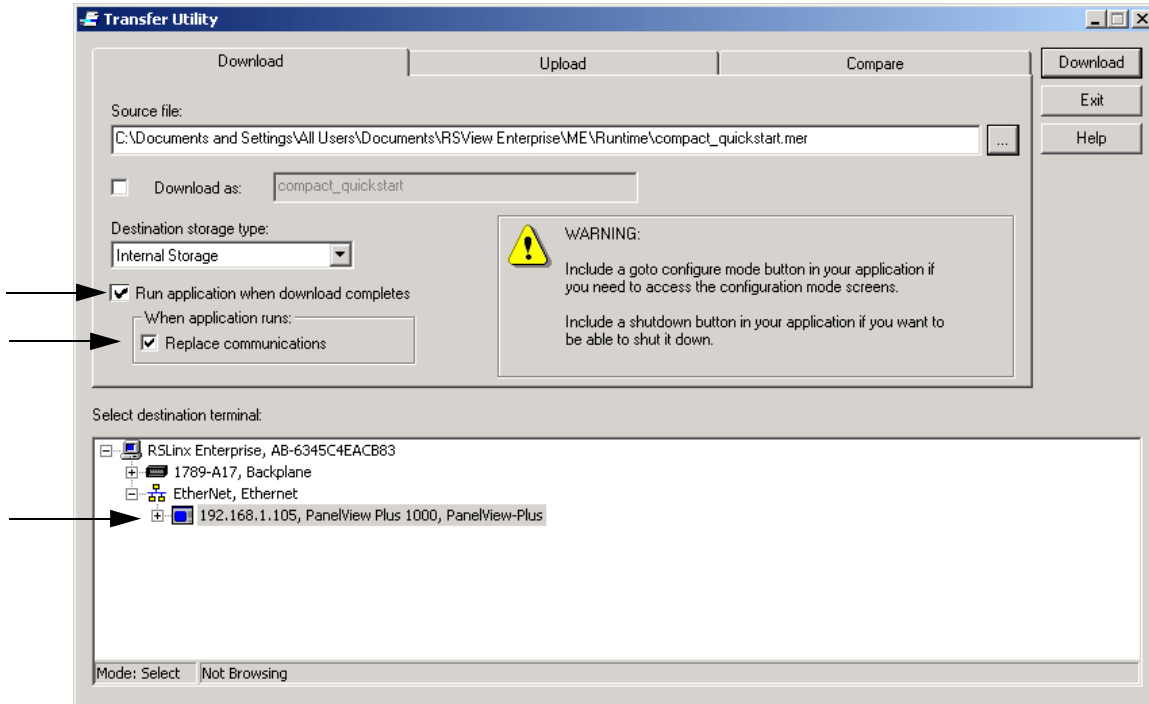 Transfer Utility
Download
Upload
Compare
Download
Exit
Help
Source file:
C:\Documents and Settings\All Users\Documents\RSView Enterprise\ME\Runtime\compact_quickstart.mer
...
Download as:
compact_quickstart
Destination storage type:
Internal Storage
Run application when download completes
When application runs:
Replace communications
WARNING:
Include a goto configure mode button in your application if
you need to access the configuration mode screens.
Include a shutdown button in your application if you want to
be able to shut it down.
Select destination terminal:
RSLinx Enterprise, AB-6345C4EACB83
1789-A17, Backplane
EtherNet, Ethernet
192.168.1.105, PanelView Plus 1000, PanelView-Plus
Mode: Select
Not Browsing